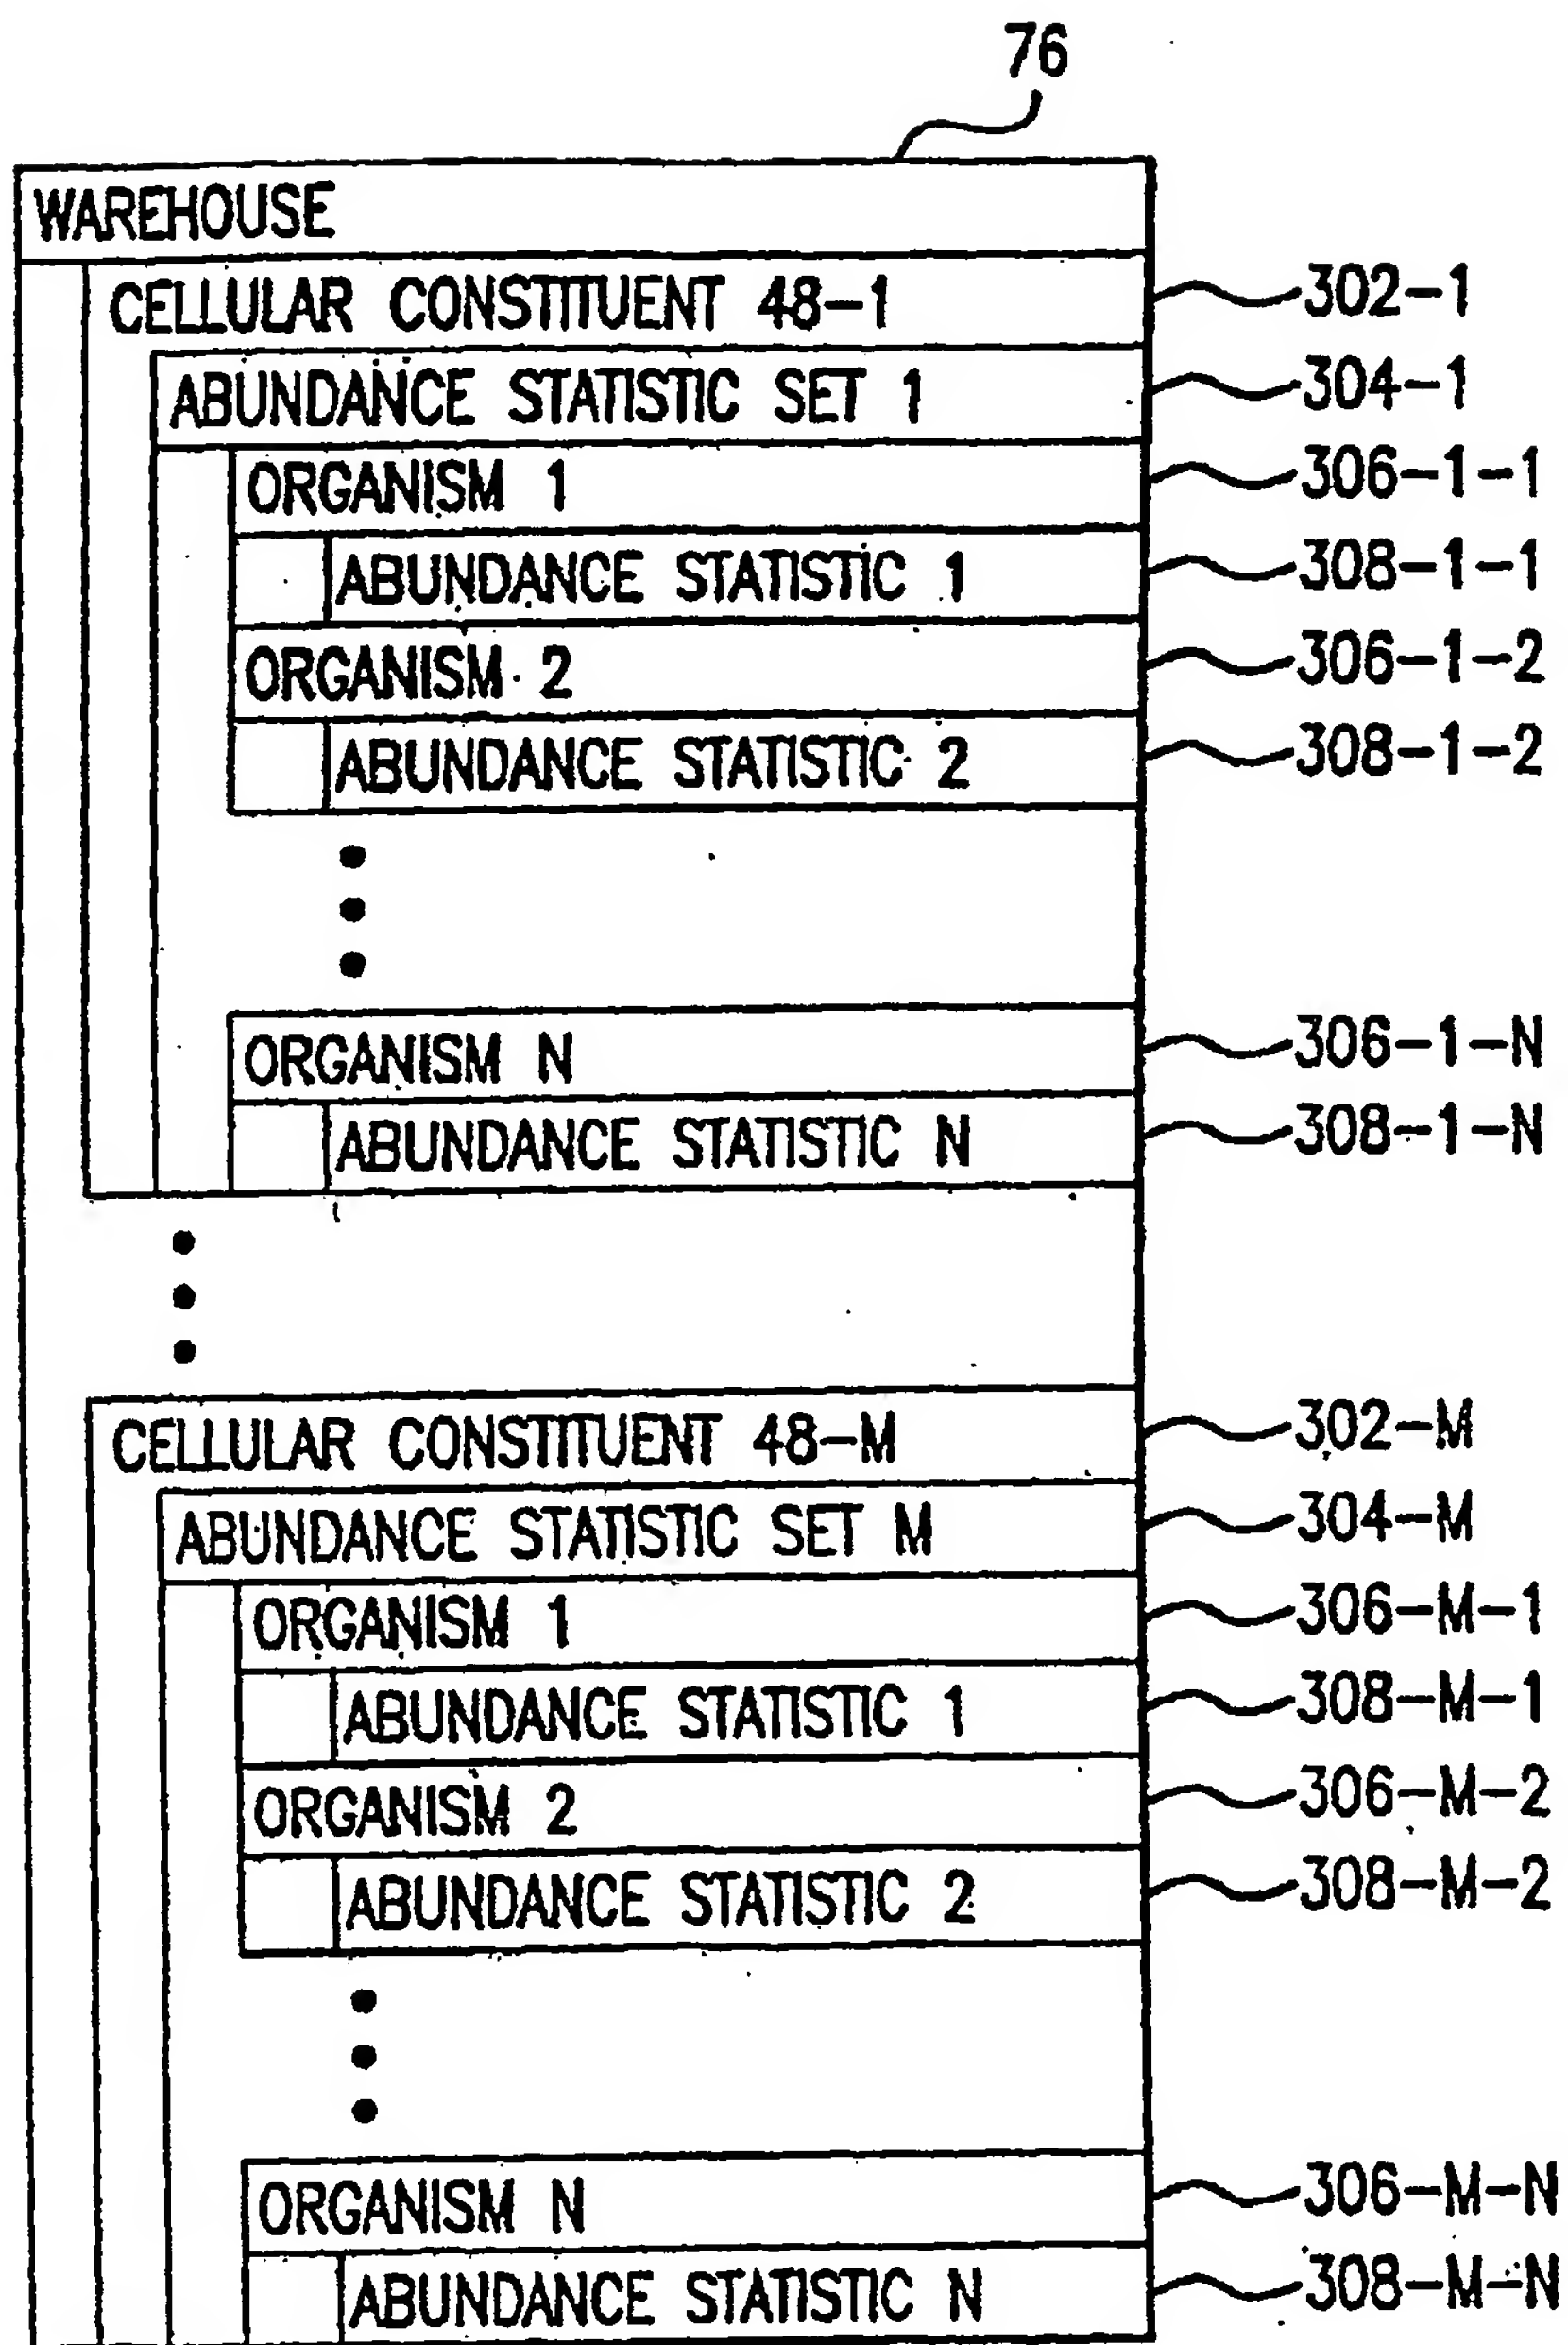 76
WAREHOUSE
CELLULAR CONSTITUENT 48-1 302-1
ABUNDANCE STATISTIC SET 1 304-1
ORGANISM 1 306-1-1
ABUNDANCE STATISTIC 1 308-1-1
ORGANISM 2 306-1-2
ABUNDANCE STATISTIC 2 308-1-2
ORGANISM N 306-1-N
ABUNDANCE STATISTIC N 308-1-N
CELLULAR CONSTITUENT 48-M 302-M
ABUNDANCE STATISTIC SET M 304-M
ORGANISM 1 306-M-1
ABUNDANCE STATISTIC 1 308-M-1
ORGANISM 2 306-M-2
ABUNDANCE STATISTIC 2 308-M-2
ORGANISM N 306-M-N
ABUNDANCE STATISTIC N 308-M-N